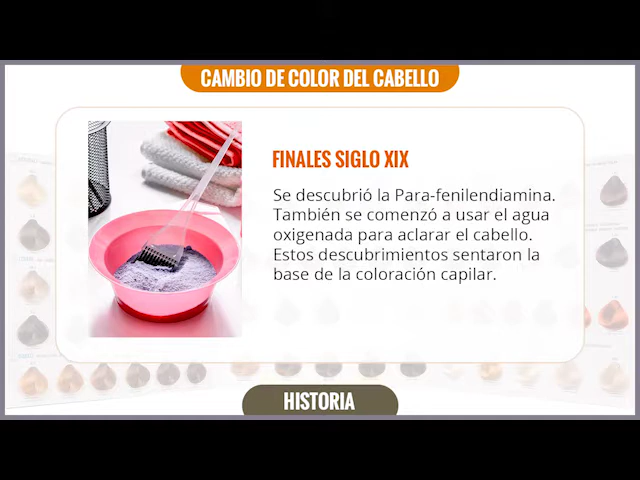 CAMBIO DE COLOR DEL CABELLO
FINALES SIGLO XIX
Se descubrió la Para-fenilendiamina.
También se comenzó a usar el agua
oxigenada para aclarar el cabello.
Estos descubrimientos sentaron la
base de la coloración capilar.
HISTORIA